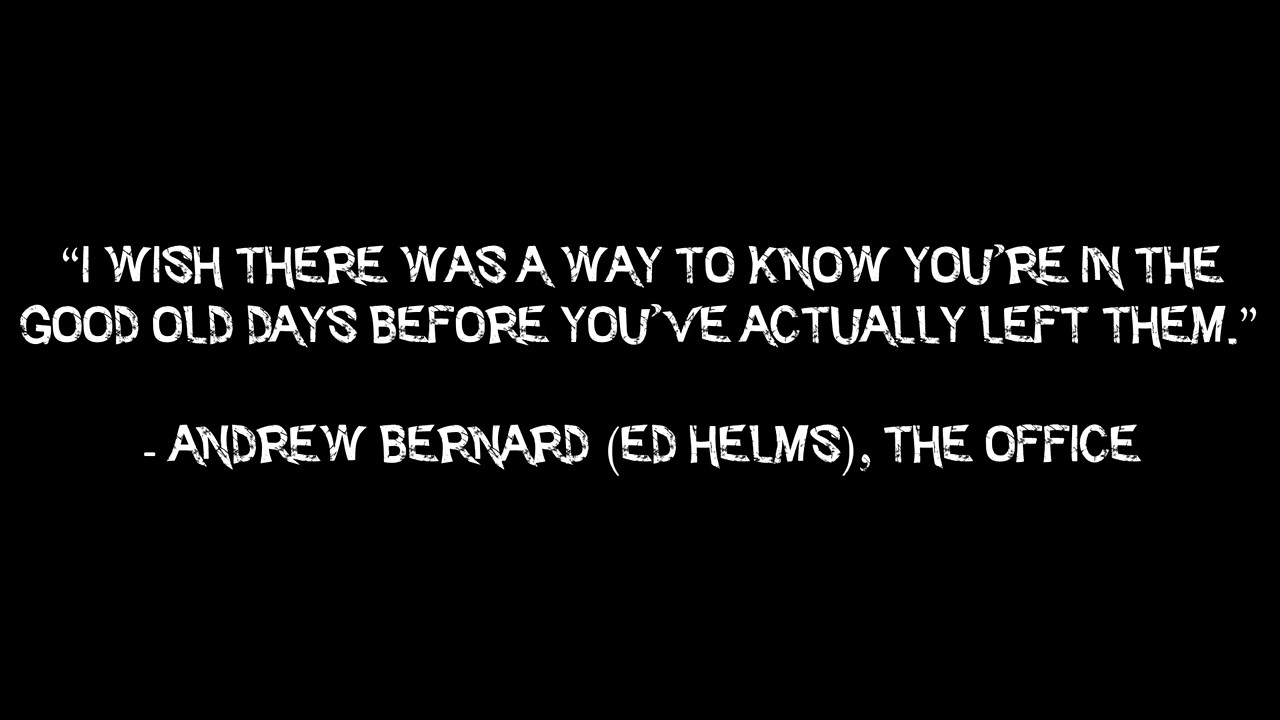 “I WISH THERE WAS A WAY TO KNOW YOU’RE IN THE
GOOD OLD DAYS BEFORE YOU’VE ACTUALLY LEFT THEM.”
- ANDREW BERNARD (ED HELMS), THE OFFICE